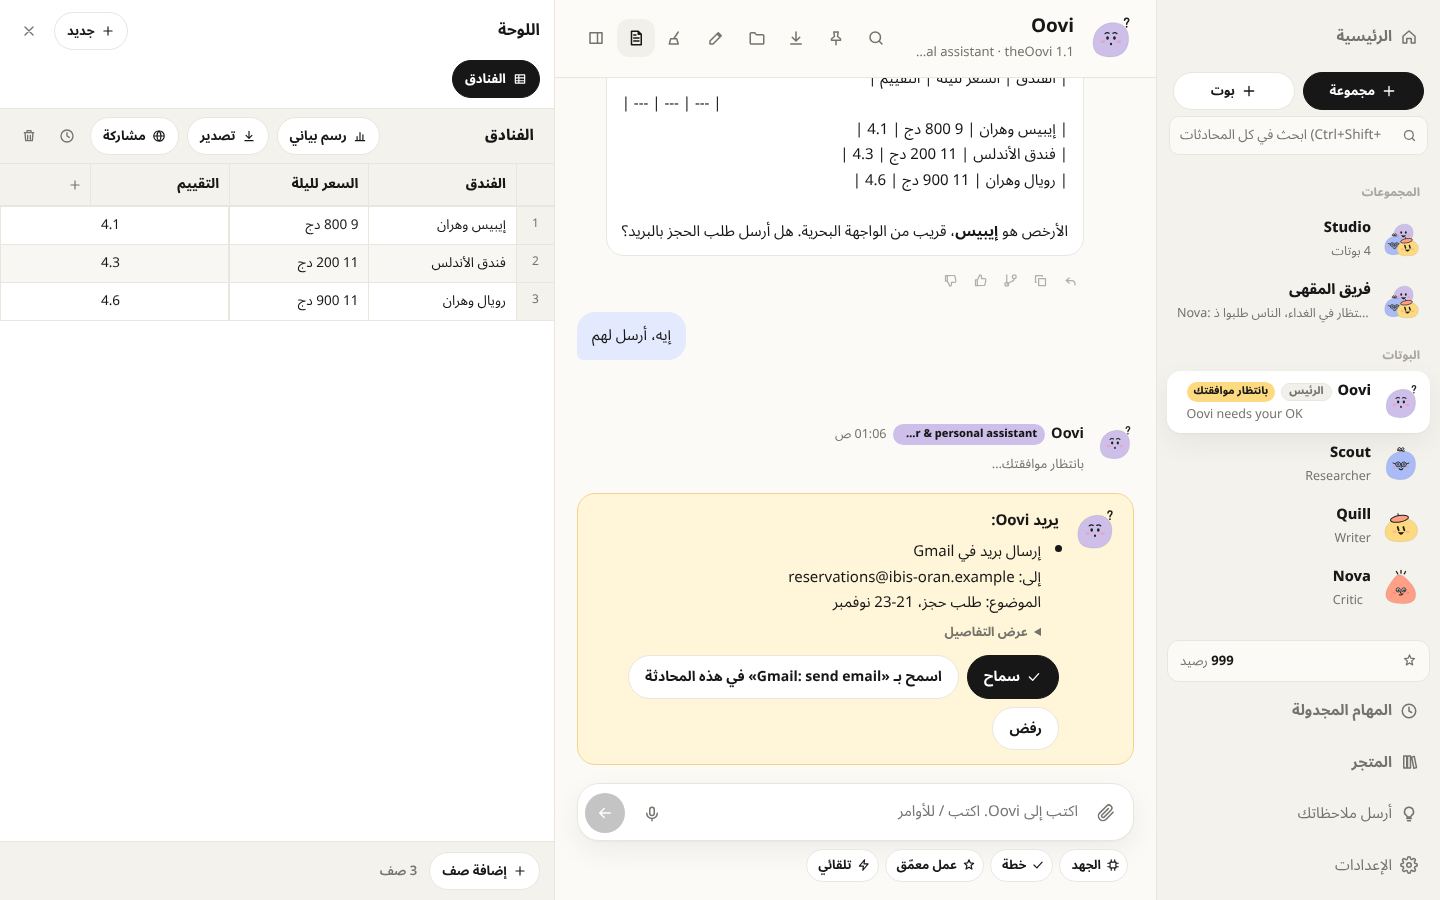 الرئيسية
مجموعة
بوت
ابحث في كل المحادثات (Ctrl+Shift+
المجموعات
Studio
4 بوتات
فريق المقهى
Nova: تظار في الغداء، الناس طلبوا ذ...
البوتات
Oovi الرئيس بانتظار موافقتك
Oovi needs your OK
Scout
Researcher
Quill
Writer
Nova
Critic
999 رصيد
المهام المجدولة
المتجر
أرسل ملاحظاتك
الإعدادات
Oovi
...al assistant · theOovi 1.1
| الفندق | السعر لليلة | التقييم |
| --- | --- | --- |
| إيبيس وهران | 9 800 دج | 4.1 |
| فندق الأندلس | 11 200 دج | 4.3 |
| رويال وهران | 11 900 دج | 4.6 |
الأرخص هو إيبيس، قريب من الواجهة البحرية. هل أرسل طلب الحجز بالبريد؟
إيه، أرسل لهم
Oovi ...r & personal assistant 01:06 ص
بانتظار موافقتك...
يريد Oovi:
إرسال بريد في Gmail
إلى: reservations@ibis-oran.example
الموضوع: طلب حجز، 21-23 نوفمبر
عرض التفاصيل
سماح
اسمح بـ «Gmail: send email» في هذه المحادثة
رفض
اكتب إلى Oovi. اكتب / للأوامر
الجهد
خطة
عمل معمّق
تلقائي
اللوحة
جديد
الفنادق
الفنادق
رسم بياني
تصدير
مشاركة
الفندق السعر لليلة التقييم
1 إيبيس وهران 9 800 دج 4.1
2 فندق الأندلس 11 200 دج 4.3
3 رويال وهران 11 900 دج 4.6
إضافة صف
3 صف